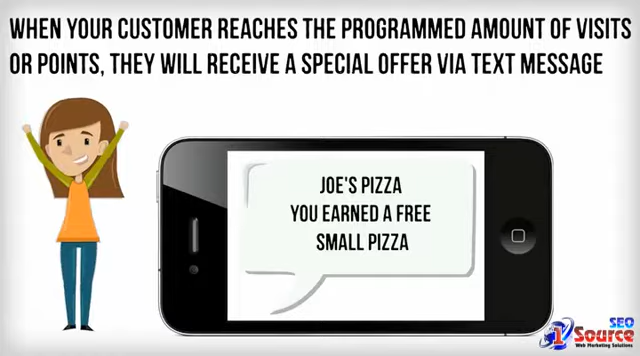 WHEN YOUR CUSTOMER REACHES THE PROGRAMMED AMOUNT OF VISITS
OR POINTS, THEY WILL RECEIVE A SPECIAL OFFER VIA TEXT MESSAGE
JOE'S PIZZA
YOU EARNED A FREE
SMALL PIZZA
SEO
1 Source
Web Marketing Solutions